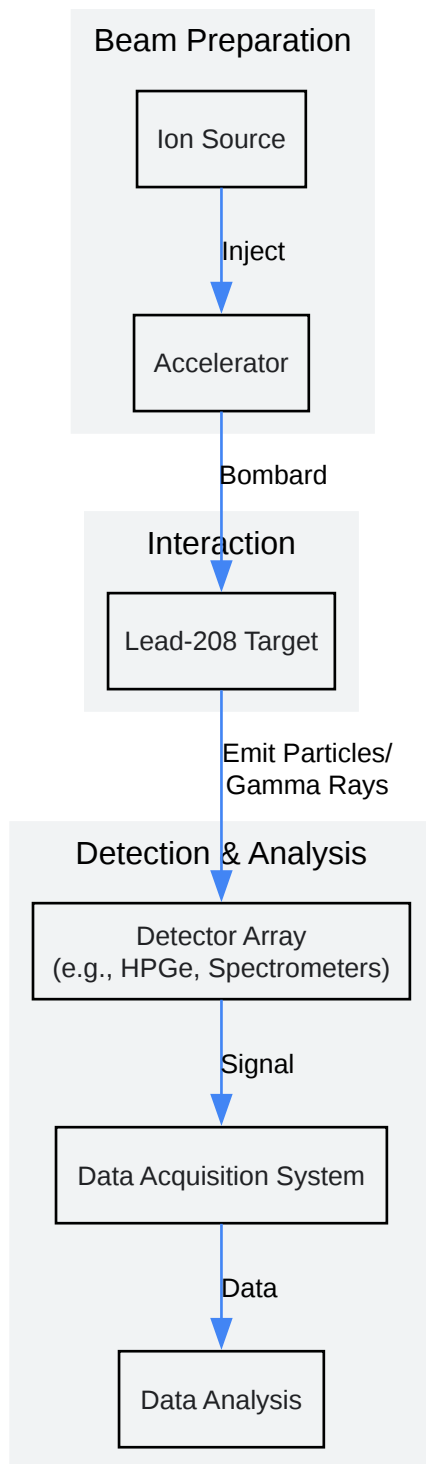 Beam Preparation
Ion Source
Inject
Accelerator
Bombard
Interaction
Lead-208 Target
Emit Particles/
Gamma Rays
Detection & Analysis
Detector Array
(e.g., HPGe, Spectrometers)
Signal
Data Acquisition System
Data
Data Analysis